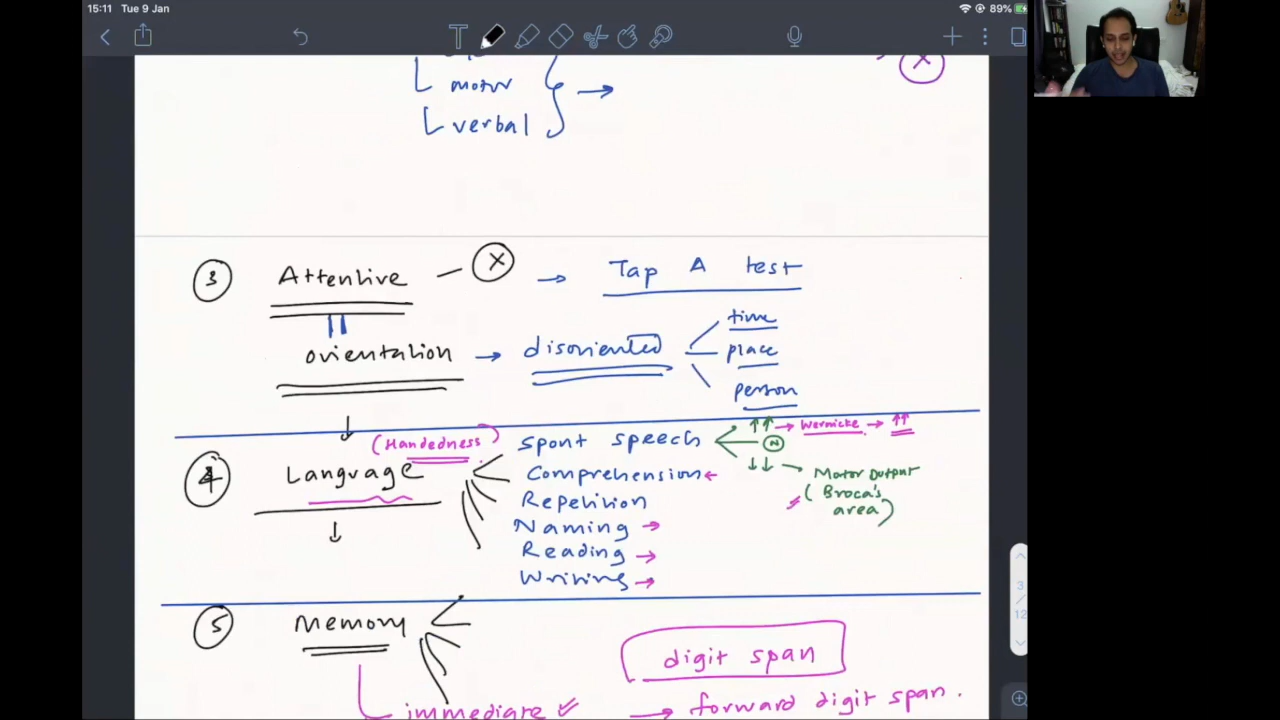 15:11 Tue 9 Jan
89%
T
motor
verbal
X
3 Attentive — X → Tap A test
orientation → disoriented
time
place
person
(Handedness)
4 Language
spont speech
↑↑ → Wernicke → ↑↑
N
↓↓ → Motor Output
(Broca's
area)
Comprehension ←
Repetition
Naming →
Reading →
Writing →
5 Memory
digit span
immediate ✓ → forward digit span.
3
/
12